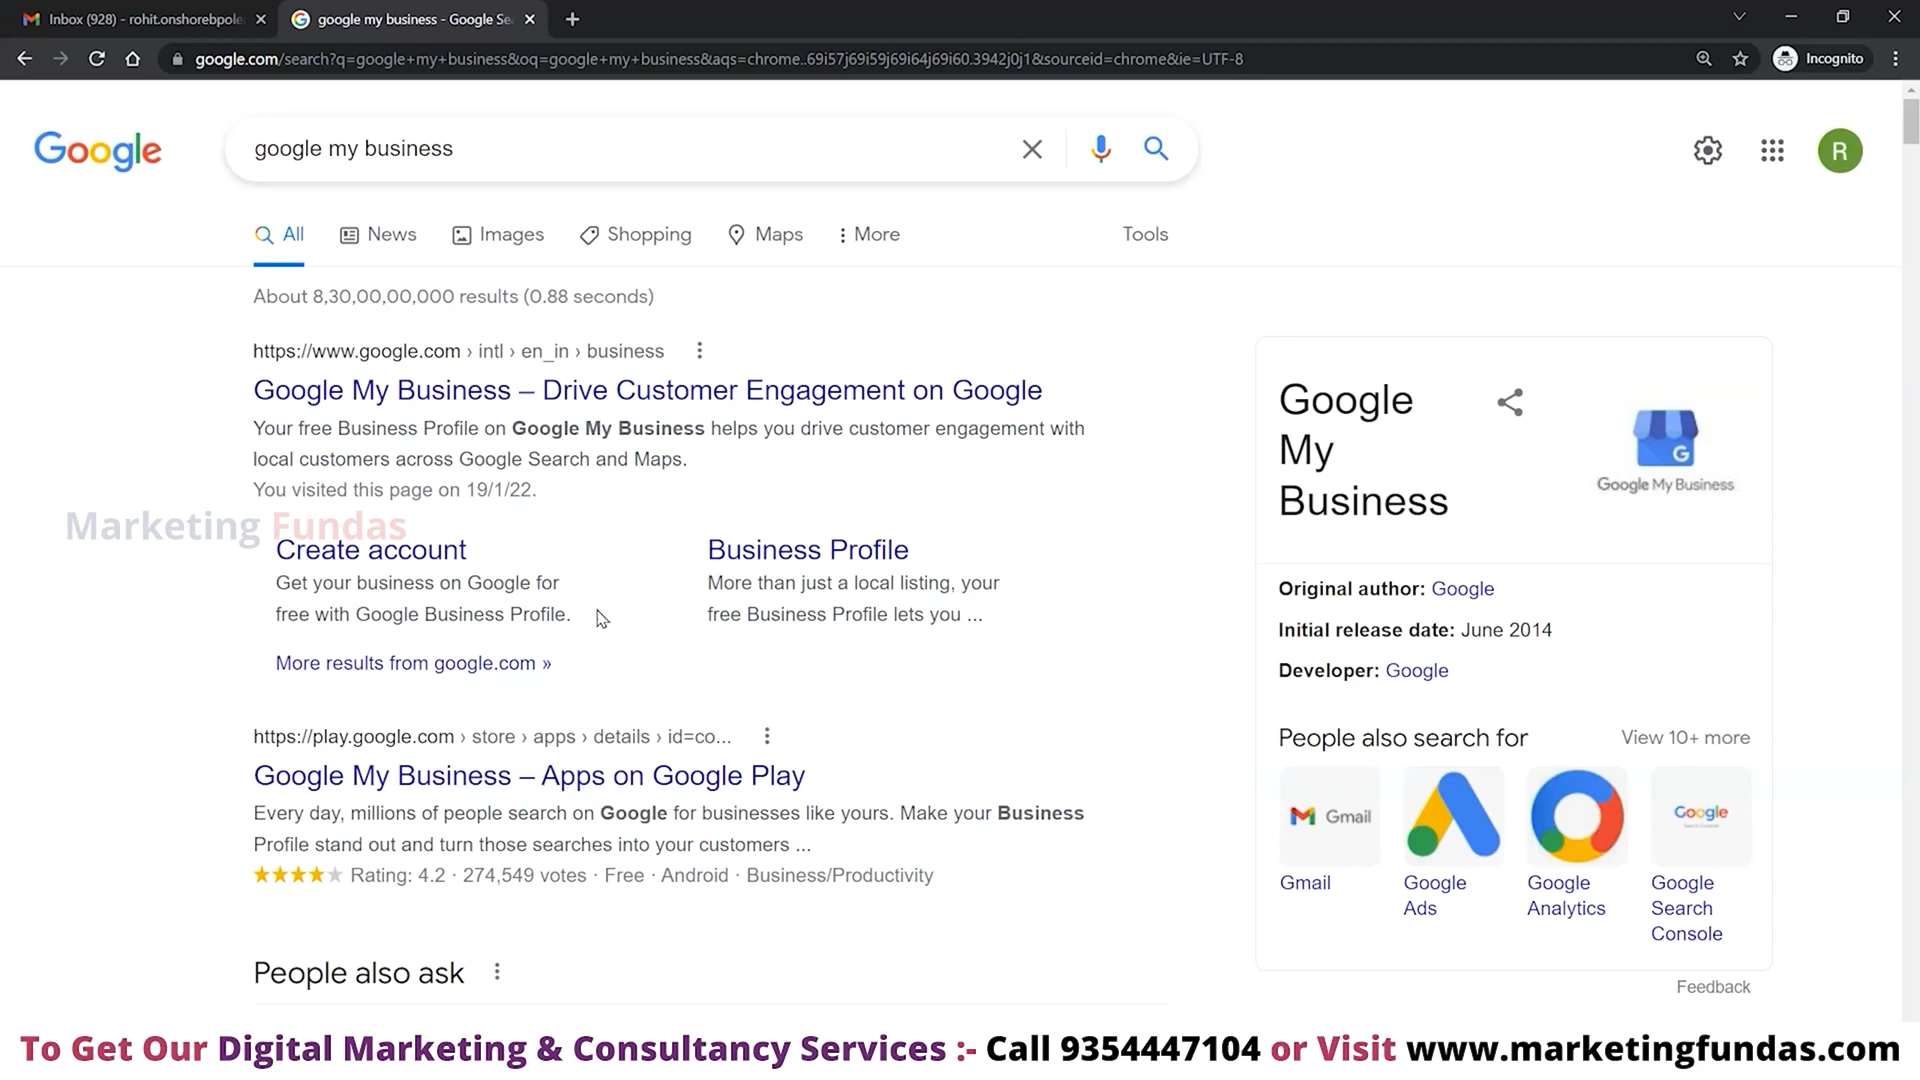 Inbox (928) - rohit.onshorebpole
google my business - Google Se
google.com/search?q=google+my+business&oq=google+my+business&aqs=chrome..69i57j69i59j69i64j69i60.3942j0j1&sourceid=chrome&ie=UTF-8
Incognito
Google
google my business
R
All
News
Images
Shopping
Maps
More
Tools
About 8,30,00,00,000 results (0.88 seconds)
https://www.google.com › intl › en_in › business
Google My Business – Drive Customer Engagement on Google
Your free Business Profile on Google My Business helps you drive customer engagement with
local customers across Google Search and Maps.
You visited this page on 19/1/22.
Marketing Fundas
Create account
Get your business on Google for
free with Google Business Profile.
Business Profile
More than just a local listing, your
free Business Profile lets you ...
More results from google.com »
https://play.google.com › store › apps › details › id=co...
Google My Business – Apps on Google Play
Every day, millions of people search on Google for businesses like yours. Make your Business
Profile stand out and turn those searches into your customers ...
Rating: 4.2 · 274,549 votes · Free · Android · Business/Productivity
People also ask
Google
My
Business
G
Google My Business
Original author: Google
Initial release date: June 2014
Developer: Google
People also search for
View 10+ more
Gmail
Google
Gmail
Google
Ads
Google
Analytics
Google
Search
Console
Feedback
To Get Our Digital Marketing & Consultancy Services :- Call 9354447104 or Visit www.marketingfundas.com